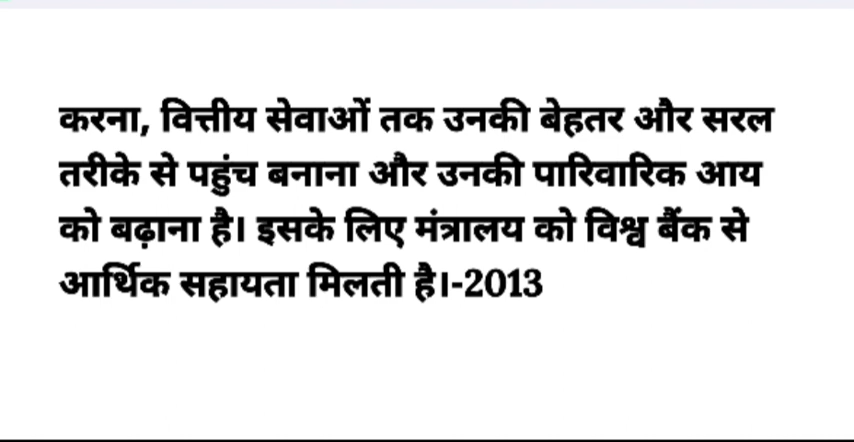 करना, वित्तीय सेवाओं तक उनकी बेहतर और सरल
तरीके से पहुंच बनाना और उनकी पारिवारिक आय
को बढ़ाना है। इसके लिए मंत्रालय को विश्व बैंक से
आर्थिक सहायता मिलती है।-2013